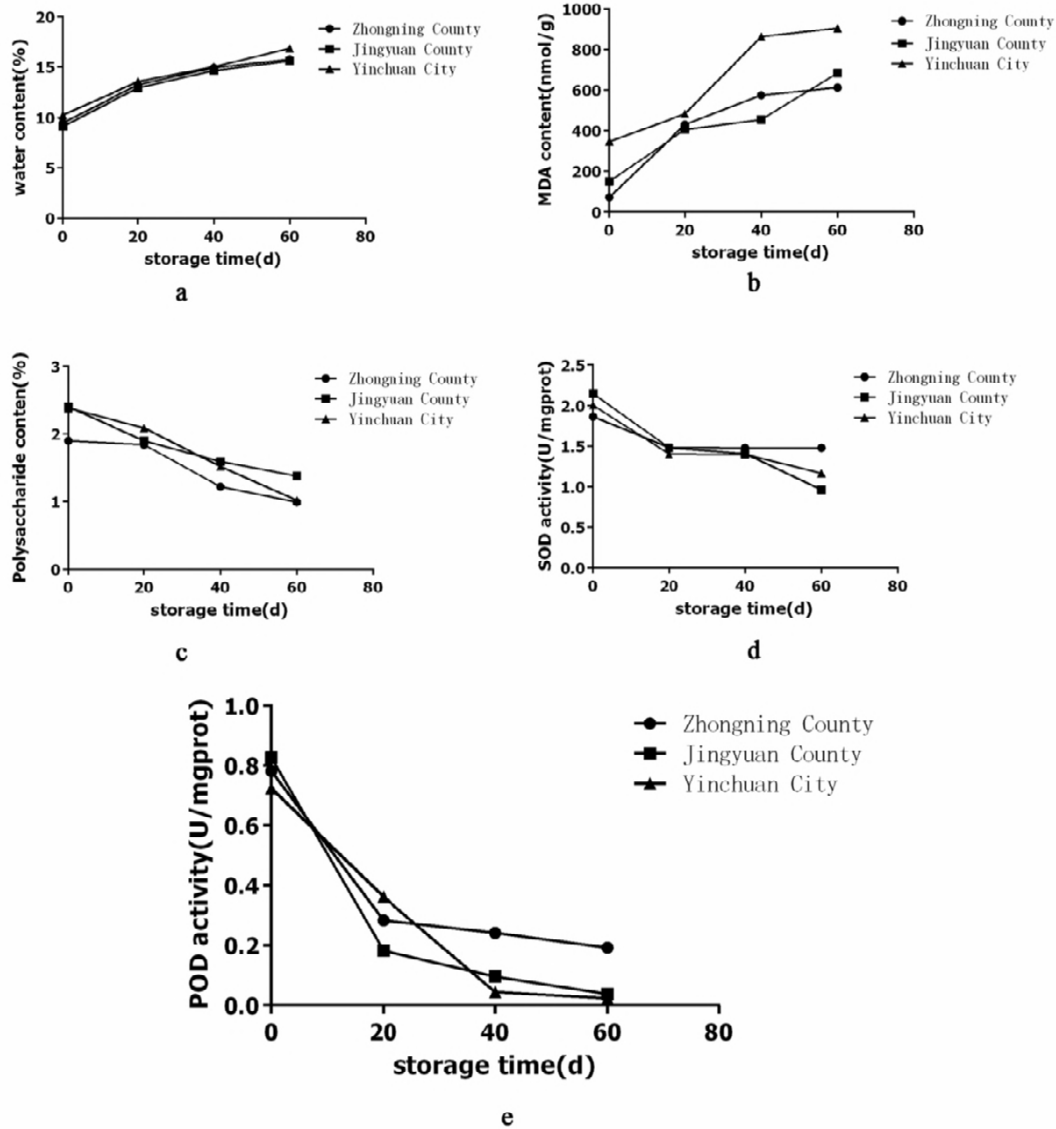 20
15
10
5
0
water content(%)
0 20 40 60 80
storage time(d)
Zhongning County
Jingyuan County
Yinchuan City
a
1000
800
600
400
200
0
MDA content(nmol/g)
0 20 40 60 80
storage time(d)
Zhongning County
Jingyuan County
Yinchuan City
b
3
2
1
0
Polysaccharide conten(%)
0 20 40 60 80
storage time(d)
Zhongning County
Jingyuan County
Yinchuan City
c
2.5
2.0
1.5
1.0
0.5
0.0
SOD activity(U/mgprot)
0 20 40 60 80
storage time(d)
Zhongning County
Jingyuan County
Yinchuan City
d
1.0
0.8
0.6
0.4
0.2
0.0
POD activity(U/mgprot)
0 20 40 60 80
storage time(d)
Zhongning County
Jingyuan County
Yinchuan City
e